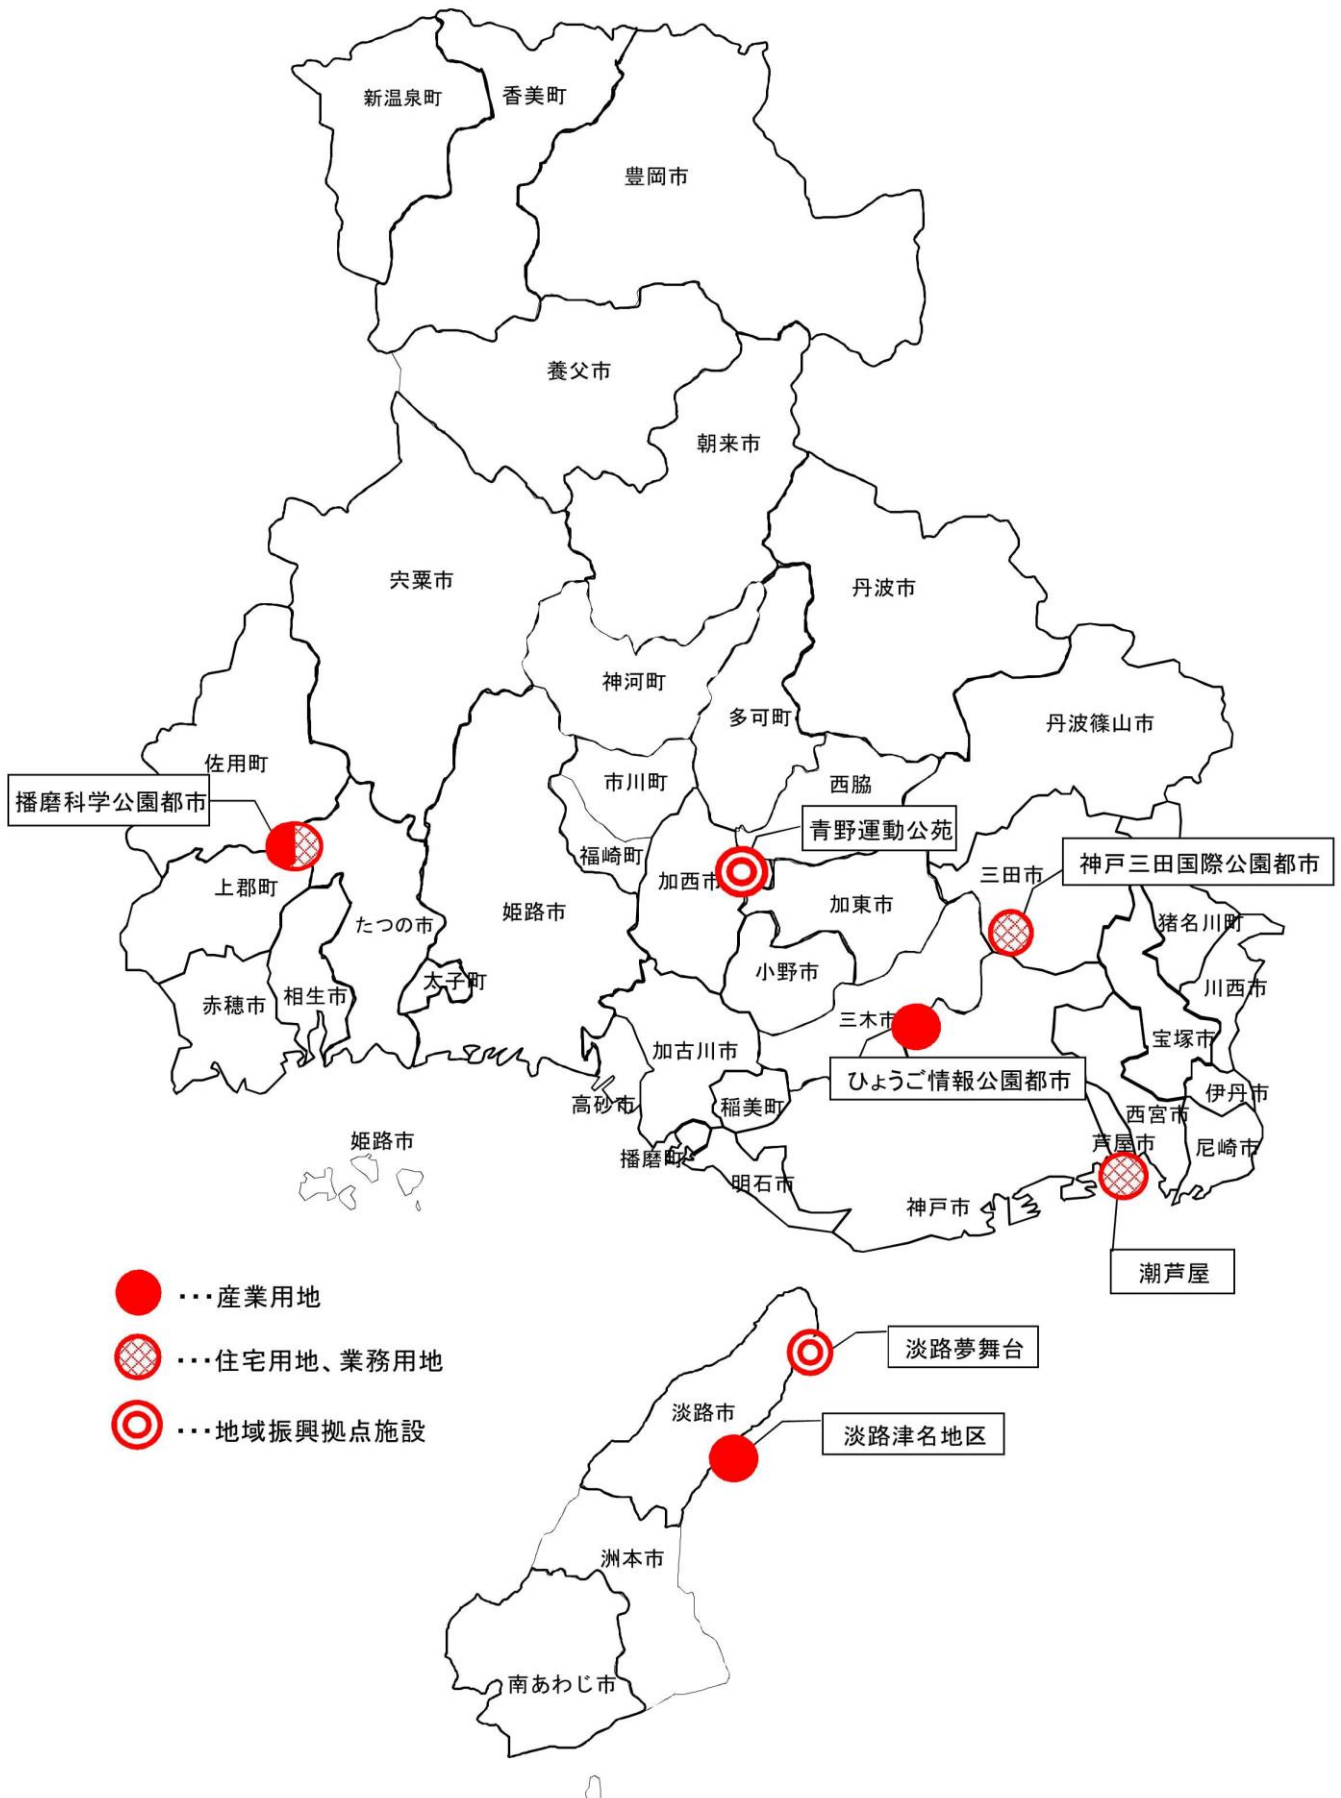 新温泉町
香美町
豊岡市
養父市
朝来市
宍粟市
丹波市
神河町
多可町
丹波篠山市
佐用町
市川町
西脇
播磨科学公園都市
青野運動公苑
福崎町
神戸三田国際公園都市
三田市
加西市
上郡町
姫路市
加東市
たつの市
猪名川町
小野市
太子町
川西市
相生市
赤穂市
三木市
宝塚市
加古川市
ひょうご情報公園都市
伊丹市
高砂市
稲美町
西宮市
芦屋市
姫路市
尼崎市
播磨町
明石市
神戸市
潮芦屋
・・・産業用地
淡路夢舞台
・・・住宅用地、業務用地
淡路市
・・・地域振興拠点施設
淡路津名地区
洲本市
南あわじ市